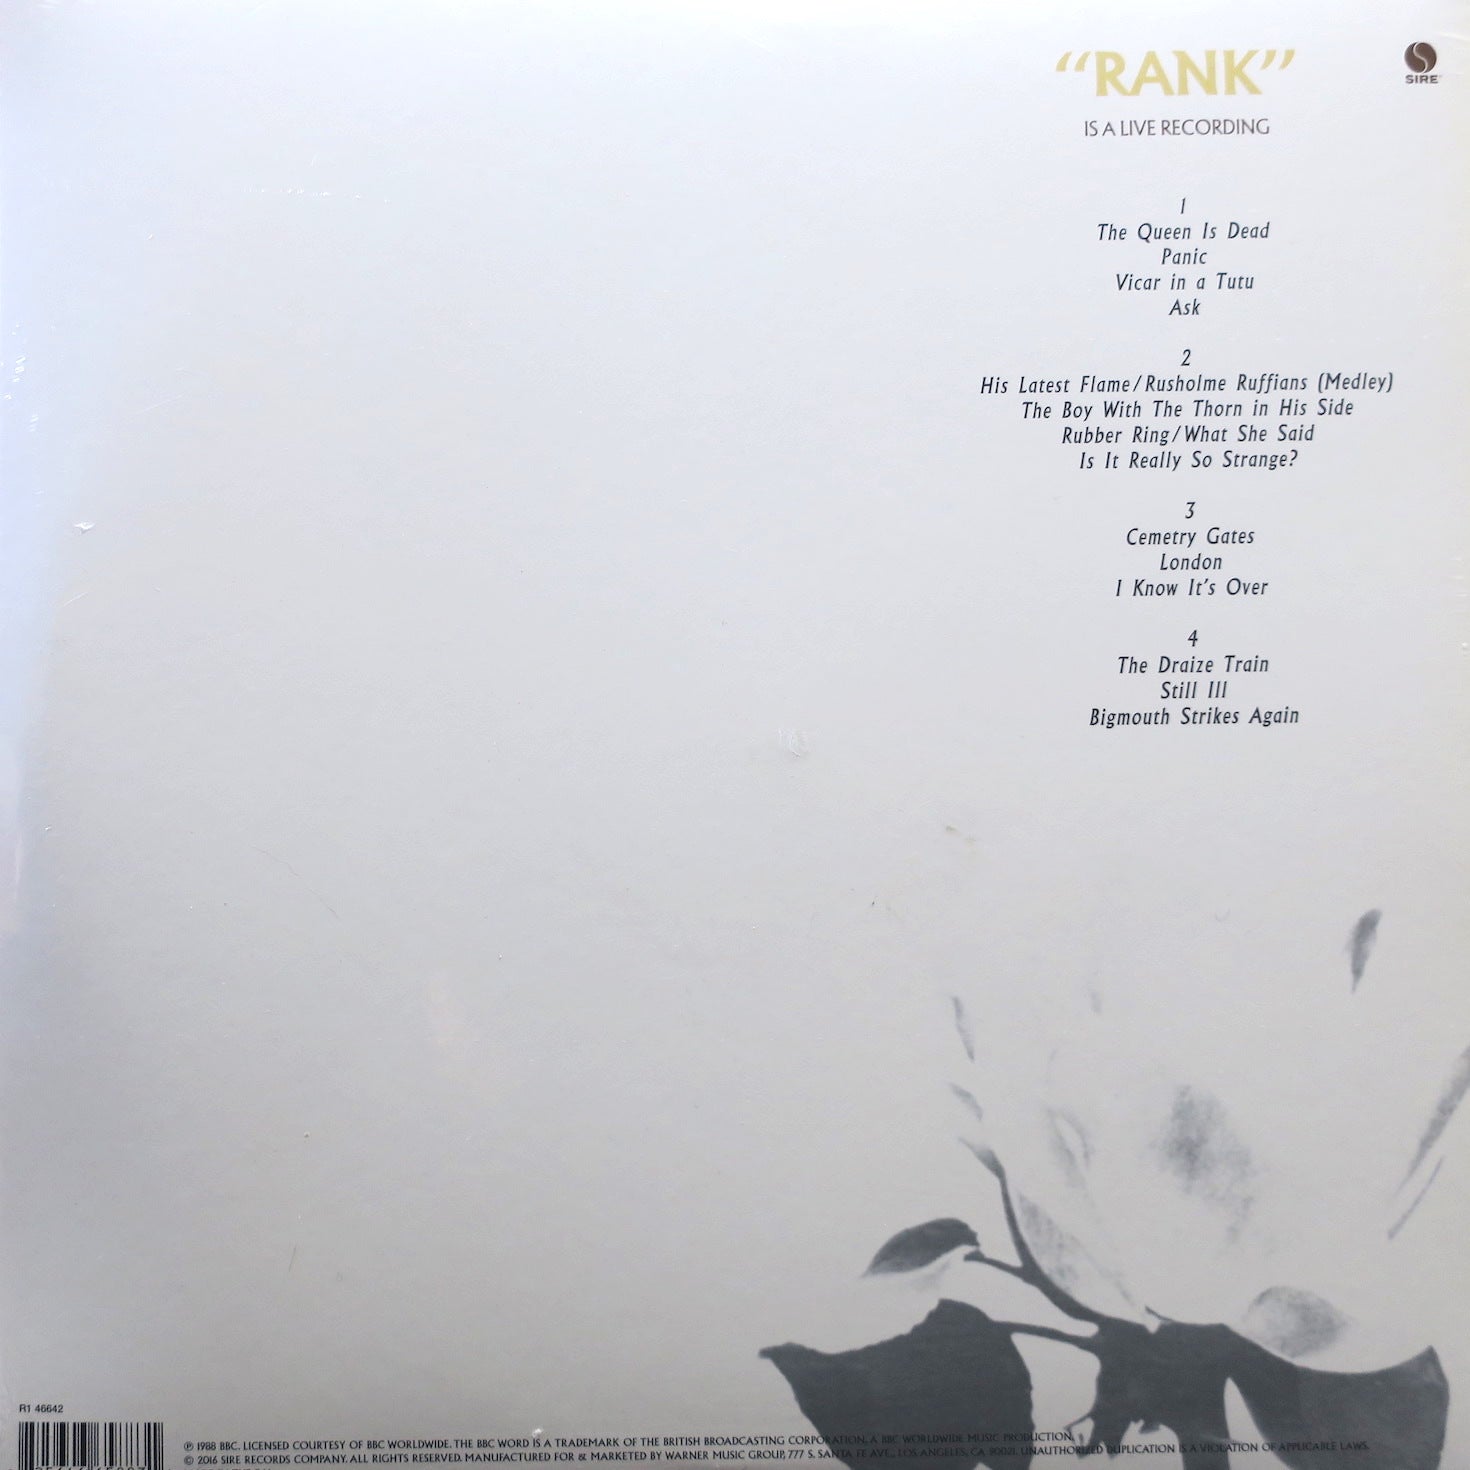 “RANK”
SIRE
IS A LIVE RECORDING
1
The Queen Is Dead
Panic
Vicar in a Tutu
Ask
2
His Latest Flame/Rusholme Ruffians (Medley)
The Boy With The Thorn in His Side
Rubber Ring/What She Said
Is It Really So Strange?
3
Cemetry Gates
London
I Know It's Over
4
The Draize Train
Still Ill
Bigmouth Strikes Again
R1 46642
℗ 1988 BBC. LICENSED COURTESY OF BBC WORLDWIDE. THE BBC WORD IS A TRADEMARK OF THE BRITISH BROADCASTING CORPORATION. A BBC WORLDWIDE MUSIC PRODUCTION.
© 2016 SIRE RECORDS COMPANY. ALL RIGHTS RESERVED. MANUFACTURED FOR & MARKETED BY WARNER MUSIC GROUP, 777 S. SANTA FE AVE., LOS ANGELES, CA 90021. UNAUTHORIZED DUPLICATION IS A VIOLATION OF APPLICABLE LAWS.